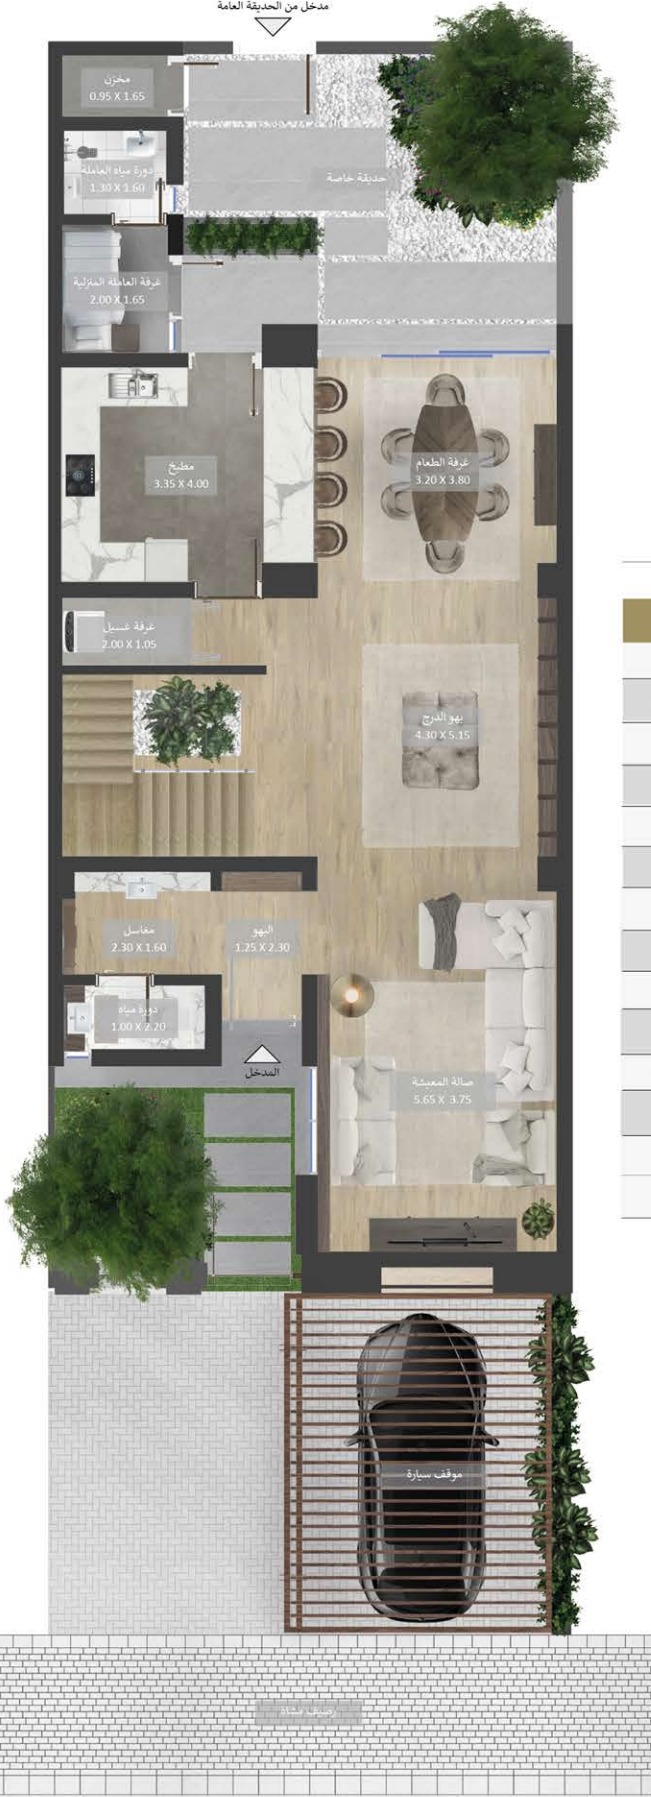 مدخل من الحديقة العامة
مخزن
0.95 X 1.65
دورة مياه العاملة
1.30 X 1.60
حديقة خاصة
غرفة العاملة المنزلية
2.00 X 1.65
مطبخ
3.35 X 4.00
غرفة الطعام
3.20 X 3.80
غرفة غسيل
2.00 X 1.05
بهو الدرج
4.30 X 5.15
مغاسل
2.30 X 1.60
البهو
1.25 X 2.30
دورة مياه
1.00 X 2.20
المدخل
صالة المعيشة
5.65 X 3.75
موقف سيارة
رصيف مشاه